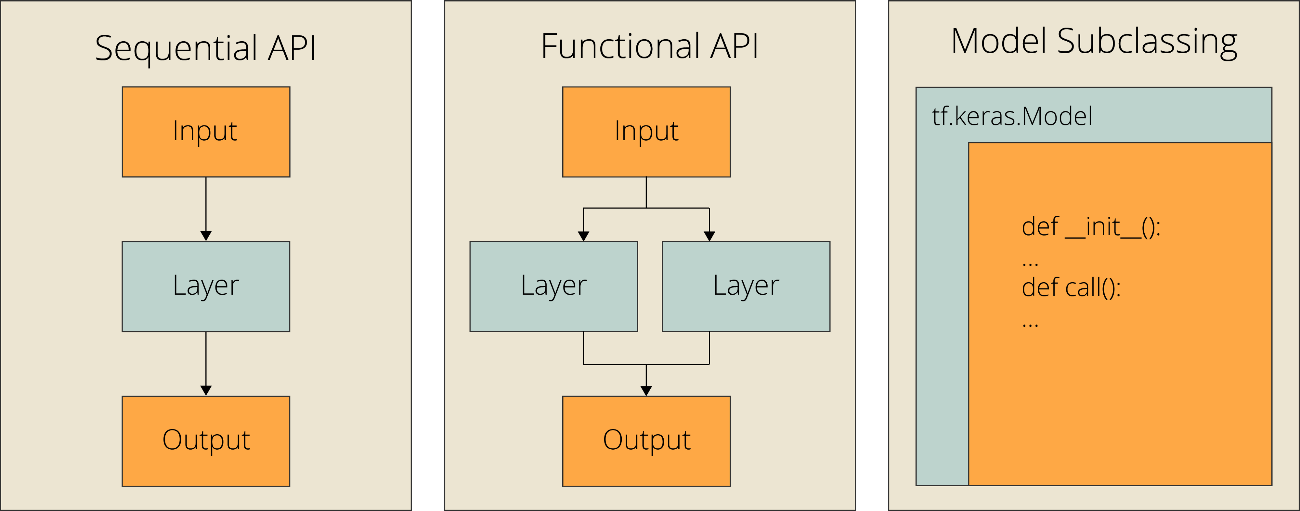 Sequential API
Input
Layer
Output
Functional API
Input
Layer
Layer
Output
Model Subclassing
tf.keras.Model
def __init__():
...
def call():
...